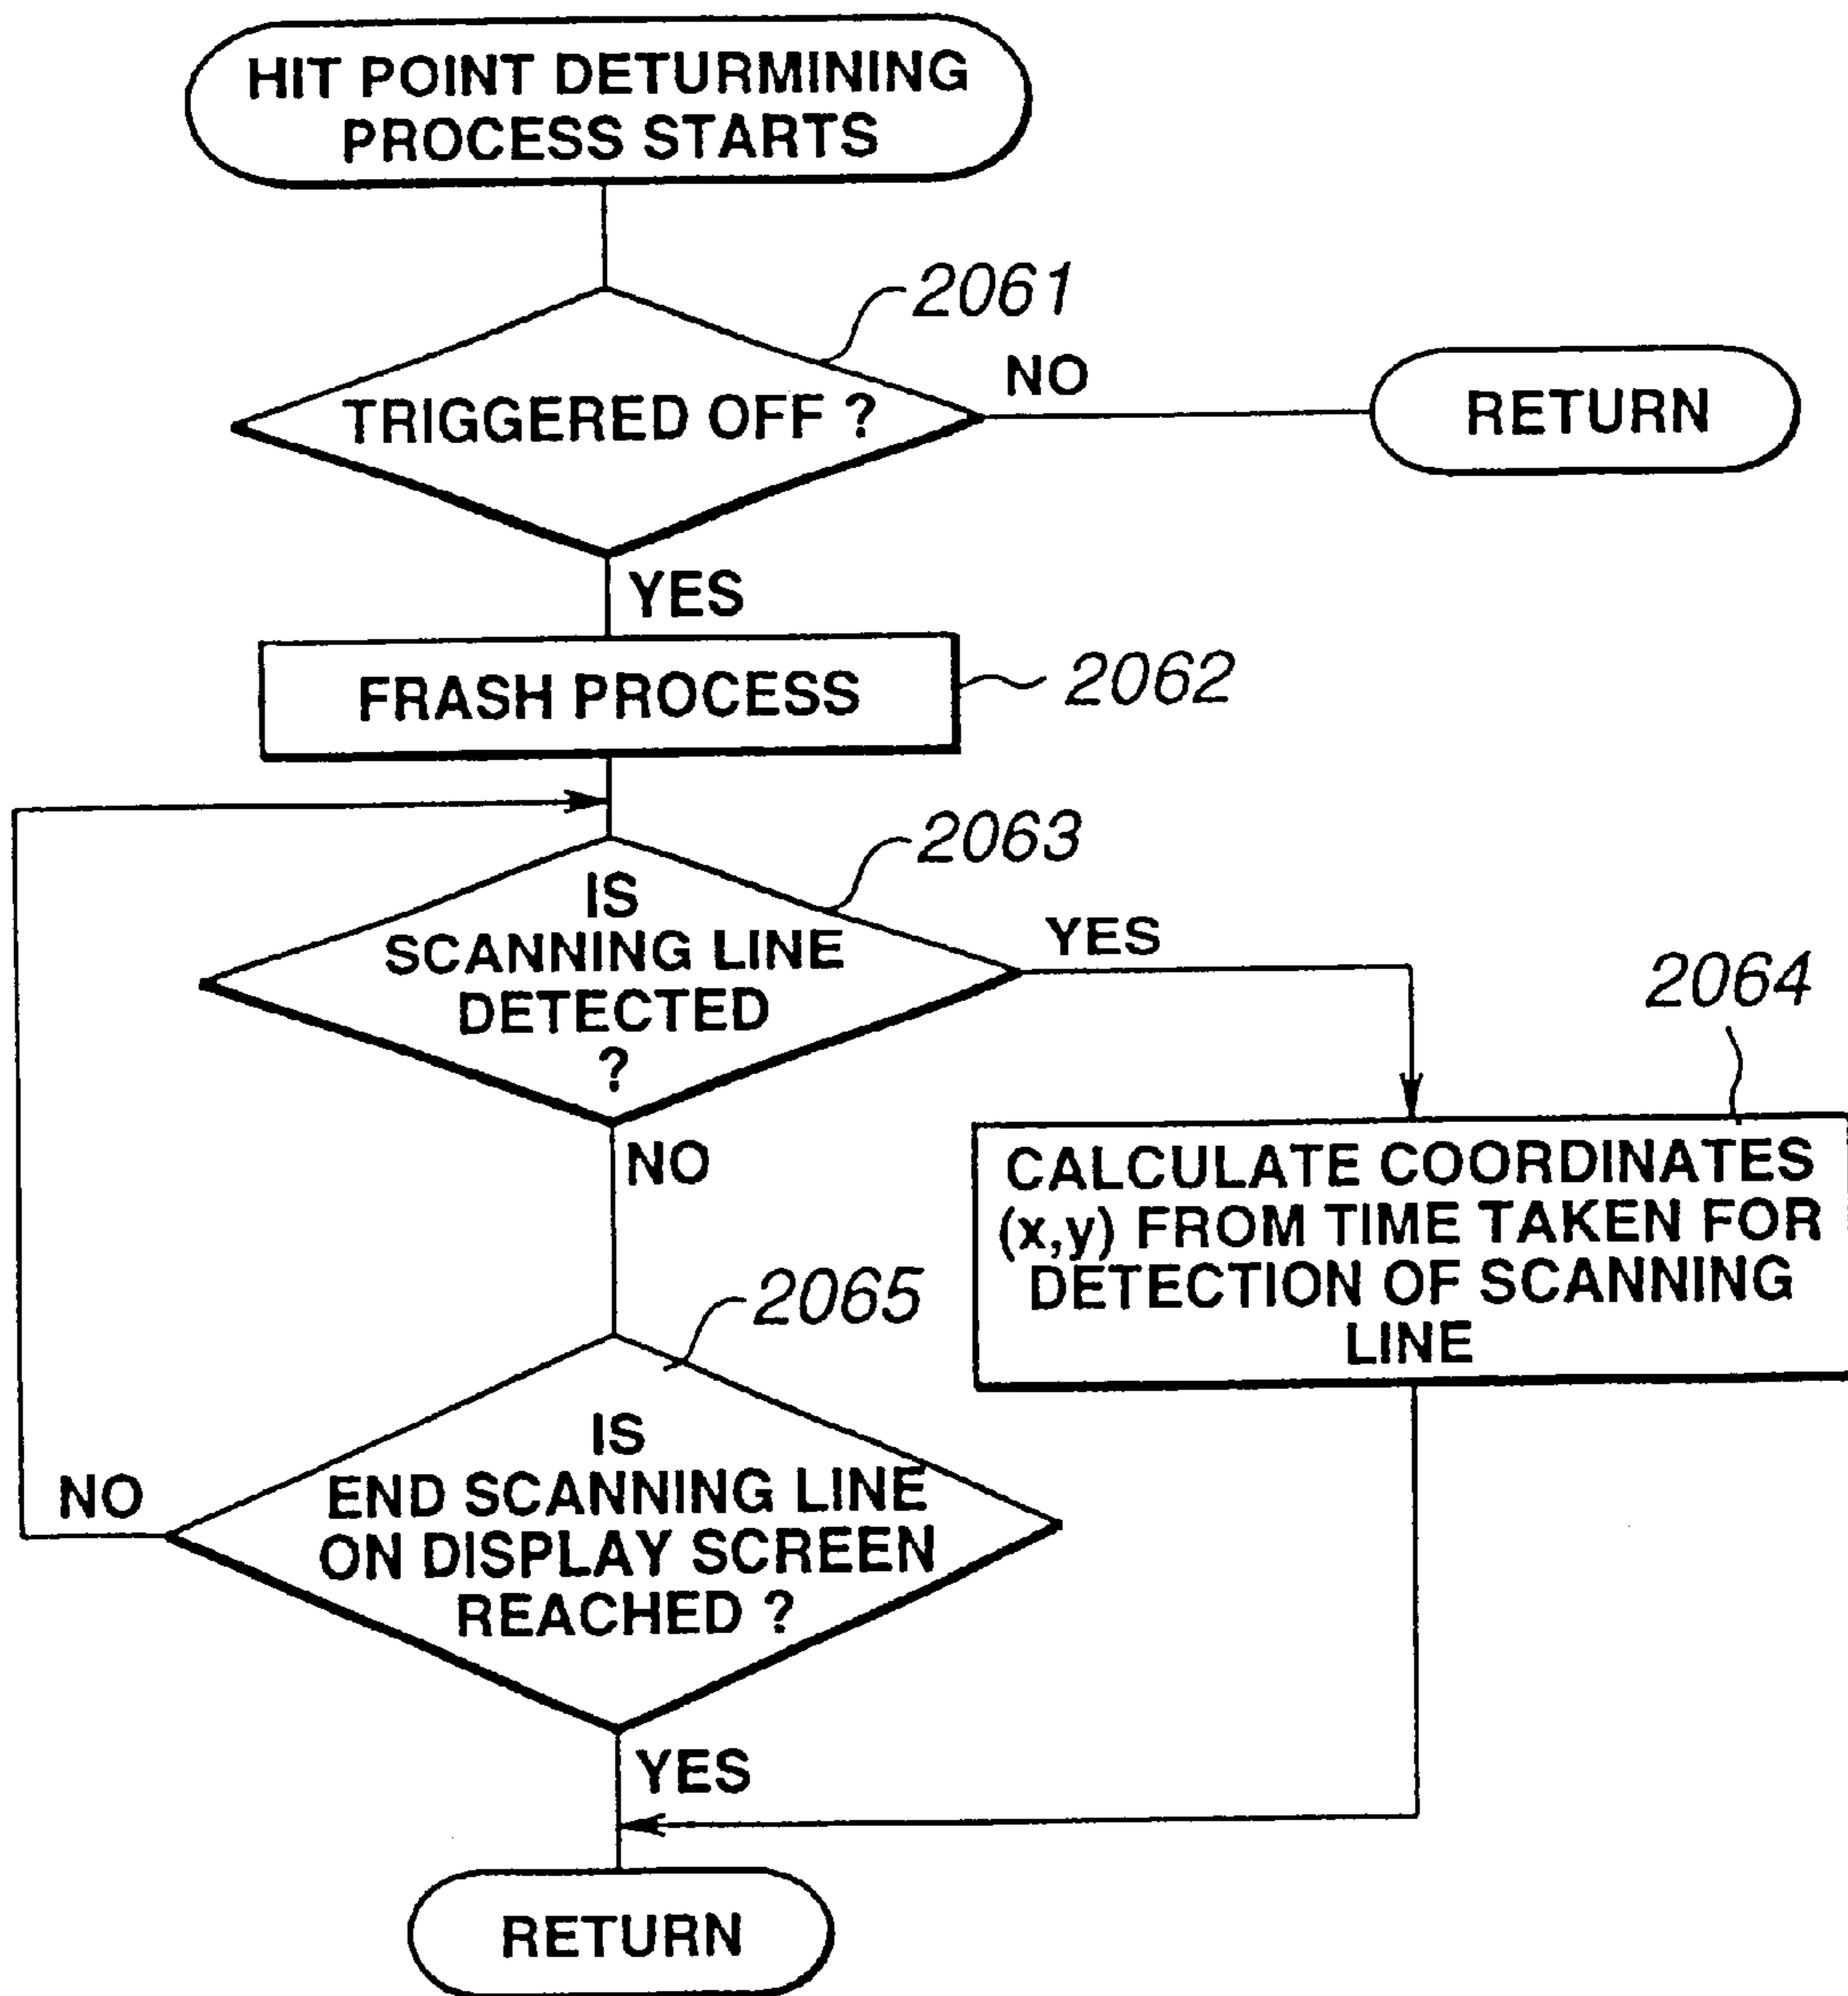 HIT POINT DETURMINING
PROCESS STARTS
2061
TRIGGERED OFF ?
NO
RETURN
YES
FRASH PROCESS
2062
2063
IS
SCANNING LINE
DETECTED
?
YES
2064
NO
CALCULATE COORDINATES
(x,y) FROM TIME TAKEN FOR
DETECTION OF SCANNING
LINE
2065
IS
END SCANNING LINE
ON DISPLAY SCREEN
REACHED ?
NO
YES
RETURN